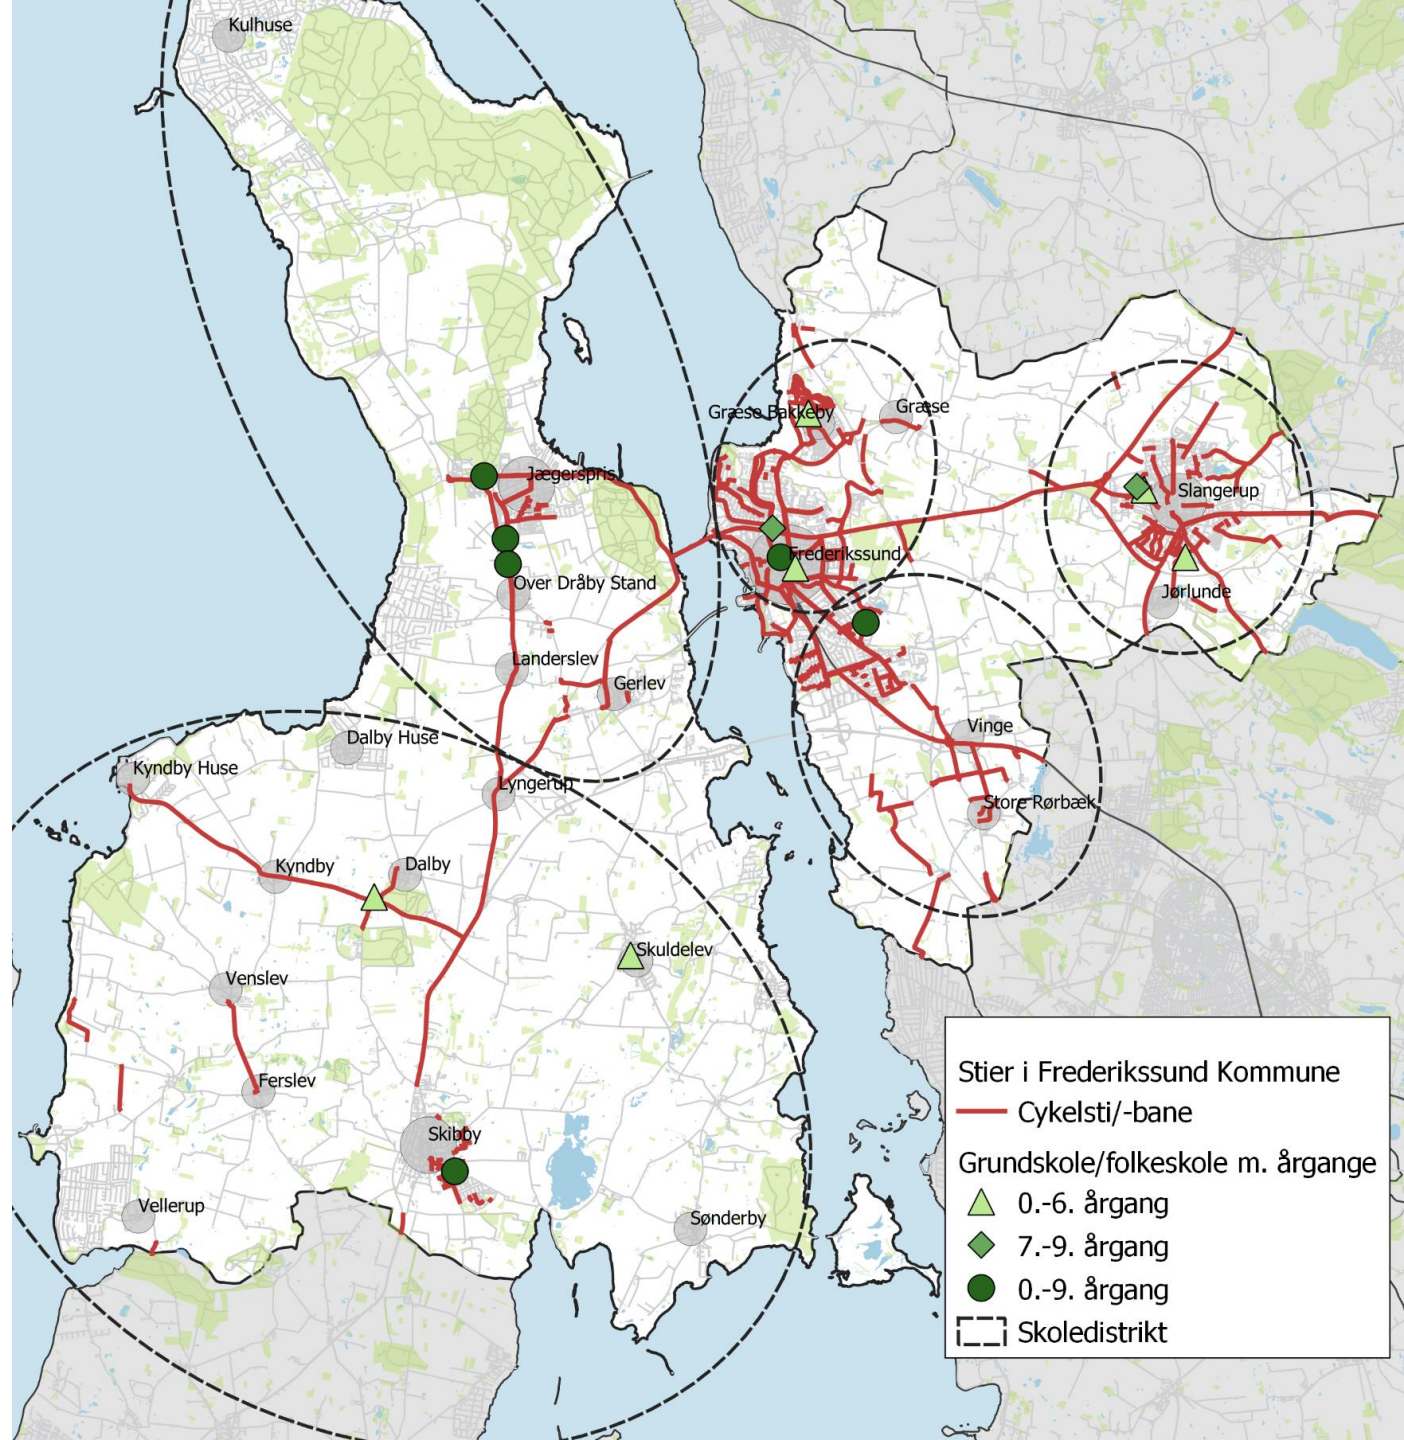 Kulhuse
Græse Bakkeby
Græse
Jægerspris
Slangerup
Frederikssund
Over Dråby Stand
Jørlunde
Landerslev
Gerlev
Vinge
Dalby Huse
Kyndby Huse
Lyngerup
Store Rørbæk
Kyndby
Dalby
Skuldelev
Venslev
Ferslev
Skibby
Vellerup
Sønderby
Stier i Frederikssund Kommune
Cykelsti/-bane
Grundskole/folkeskole m. årgange
0.-6. årgang
7.-9. årgang
0.-9. årgang
Skoledistrikt